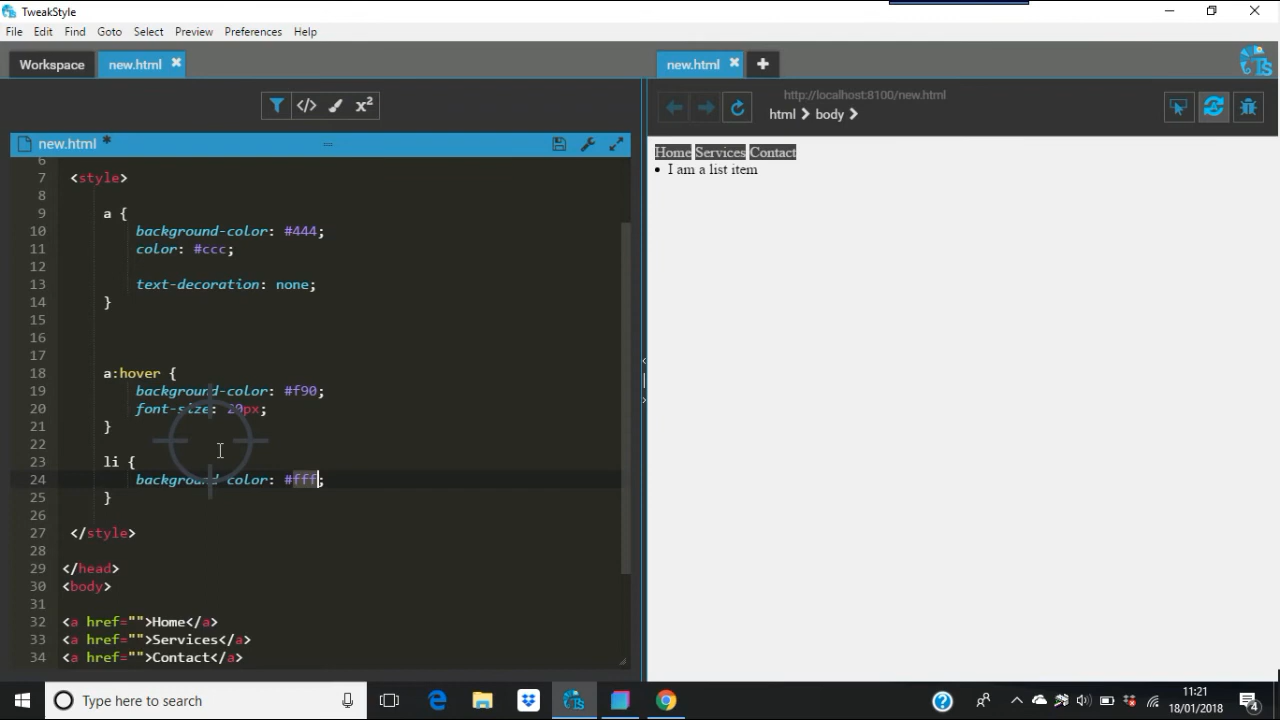 TweakStyle
File Edit Find Goto Select Preview Preferences Help
Workspace new.html
new.html
http://localhost:8100/new.html
html body
</> x²
new.html *
6
7 <style>
8
9 a {
10 background-color: #444;
11 color: #ccc;
12
13 text-decoration: none;
14 }
15
16
17
18 a:hover {
19 background-color: #f90;
20 font-size: 20px;
21 }
22
23 li {
24 background-color: #fff;
25 }
26
27 </style>
28
29 </head>
30 <body>
31
32 <a href="">Home</a>
33 <a href="">Services</a>
34 <a href="">Contact</a>
Home Services Contact
• I am a list item
TS
Type here to search
11:21
18/01/2018
4